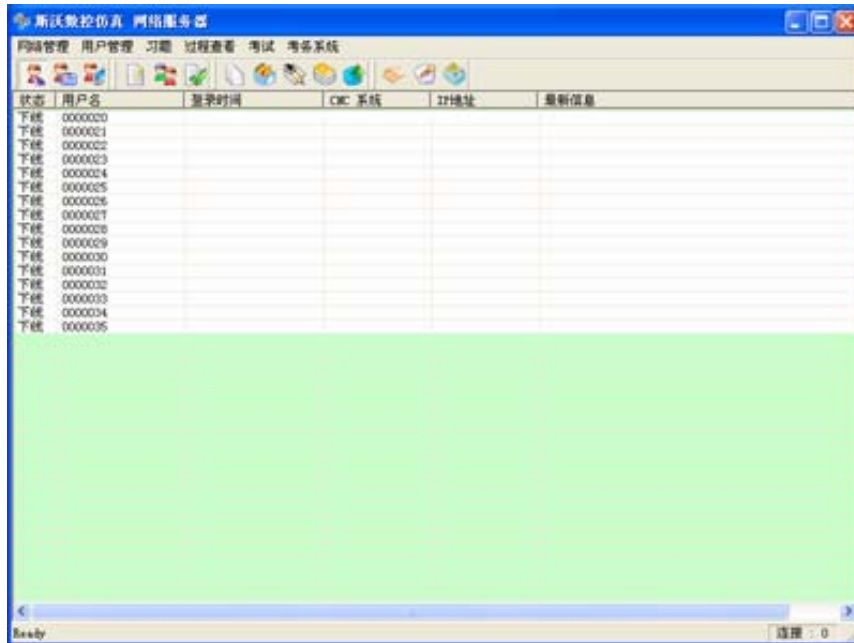 斯沃数控仿真 网络服务器
网络管理 用户管理 习题 过程查看 考试 考务系统
状态 用户名 登录时间 CNC 系统 IP地址 最新信息
下线 0000020
下线 0000021
下线 0000022
下线 0000023
下线 0000024
下线 0000025
下线 0000026
下线 0000027
下线 0000028
下线 0000029
下线 0000030
下线 0000031
下线 0000032
下线 0000033
下线 0000034
下线 0000035
Ready 连接 : 0